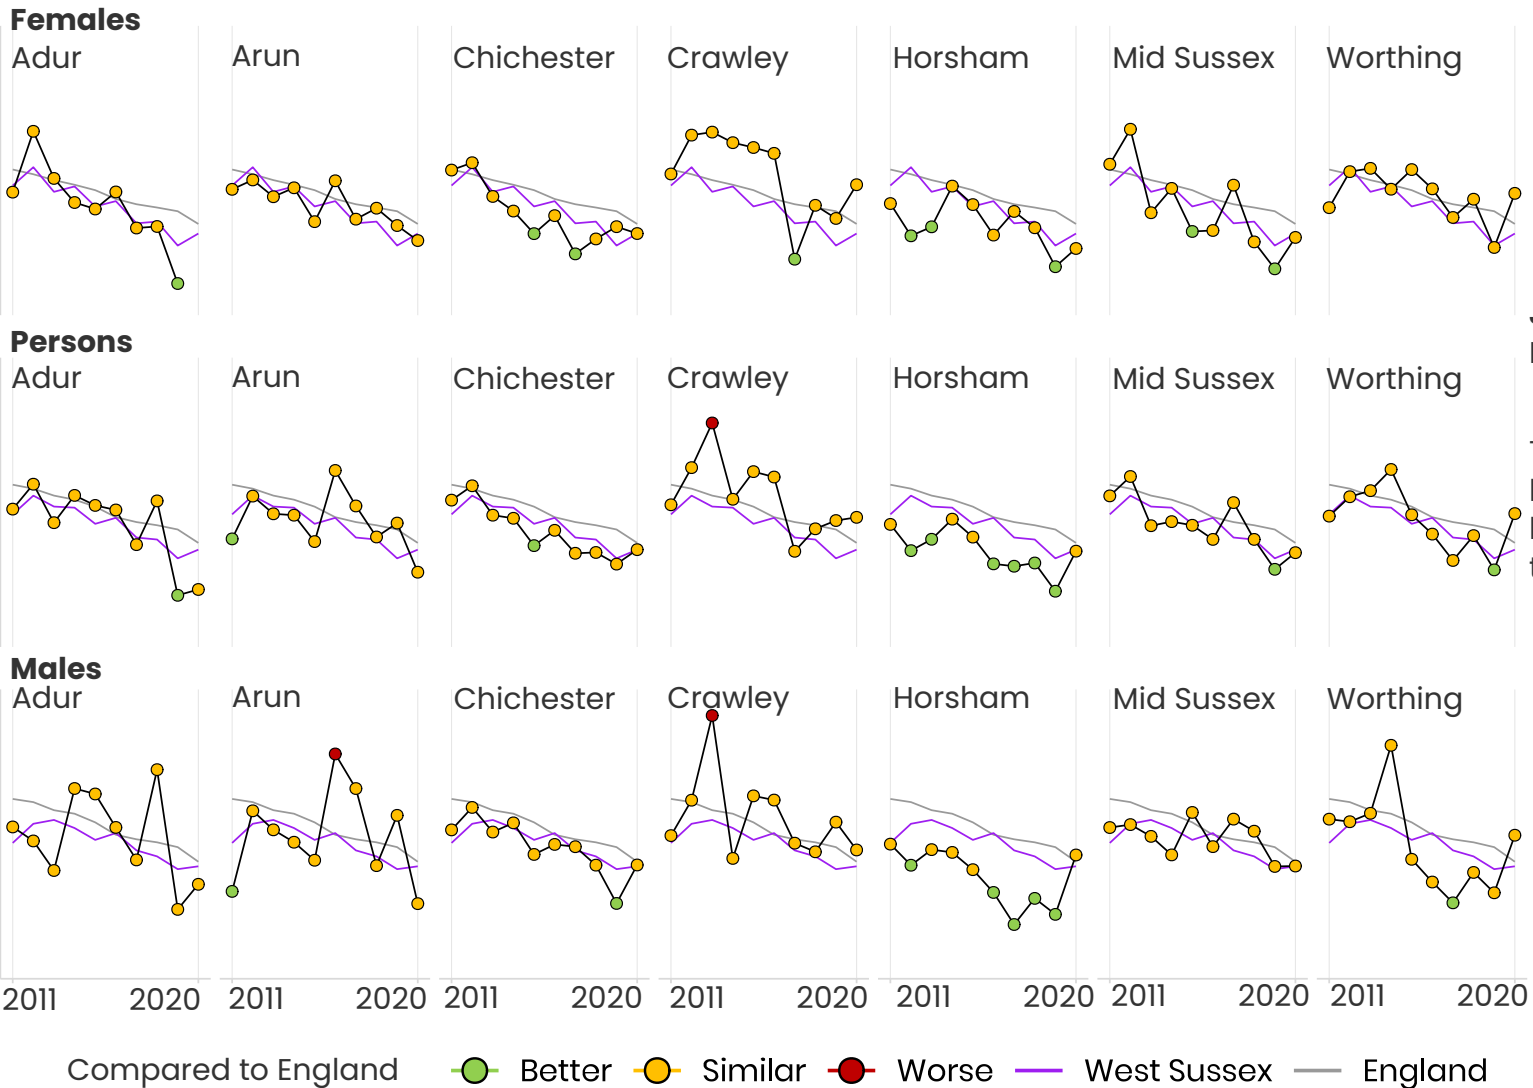 Females
Adur Arun Chichester Crawley Horsham Mid Sussex Worthing
Persons
Adur Arun Chichester Crawley Horsham Mid Sussex Worthing
Males
Adur Arun Chichester Crawley Horsham Mid Sussex Worthing
2011 2020 2011 2020 2011 2020 2011 2020 2011 2020 2011 2020 2011 2020
Compared to England Better Similar Worse West Sussex England